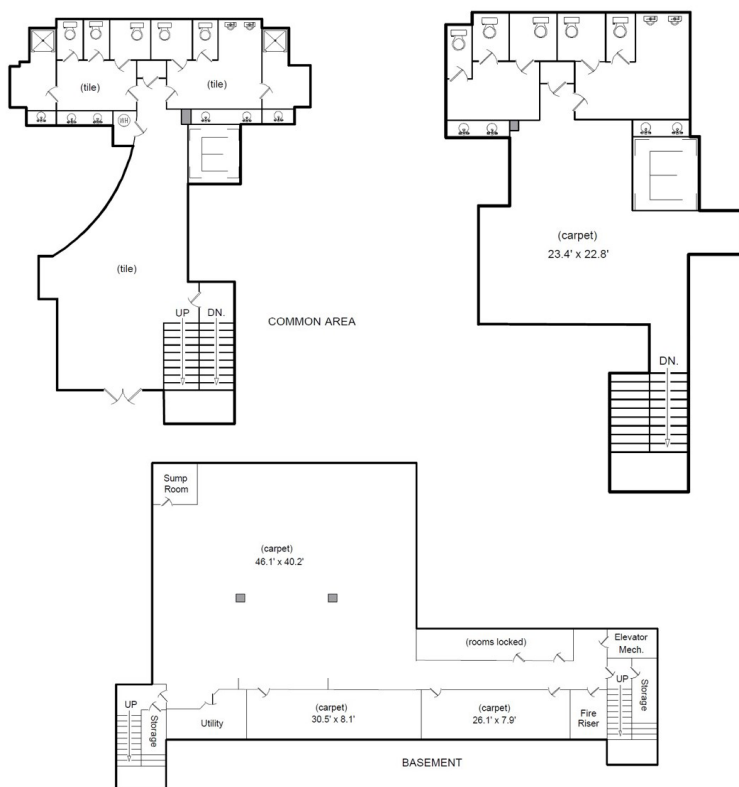 (tile)
(tile)
WH
E
(tile)
UP
DN.
COMMON AREA
E
(carpet)
23.4' x 22.8'
DN.
Sump
Room
(carpet)
46.1' x 40.2'
(rooms locked)
Elevator
Mech.
UP
Storage
UP
Storage
Utility
(carpet)
30.5' x 8.1'
(carpet)
26.1' x 7.9'
Fire
Riser
BASEMENT